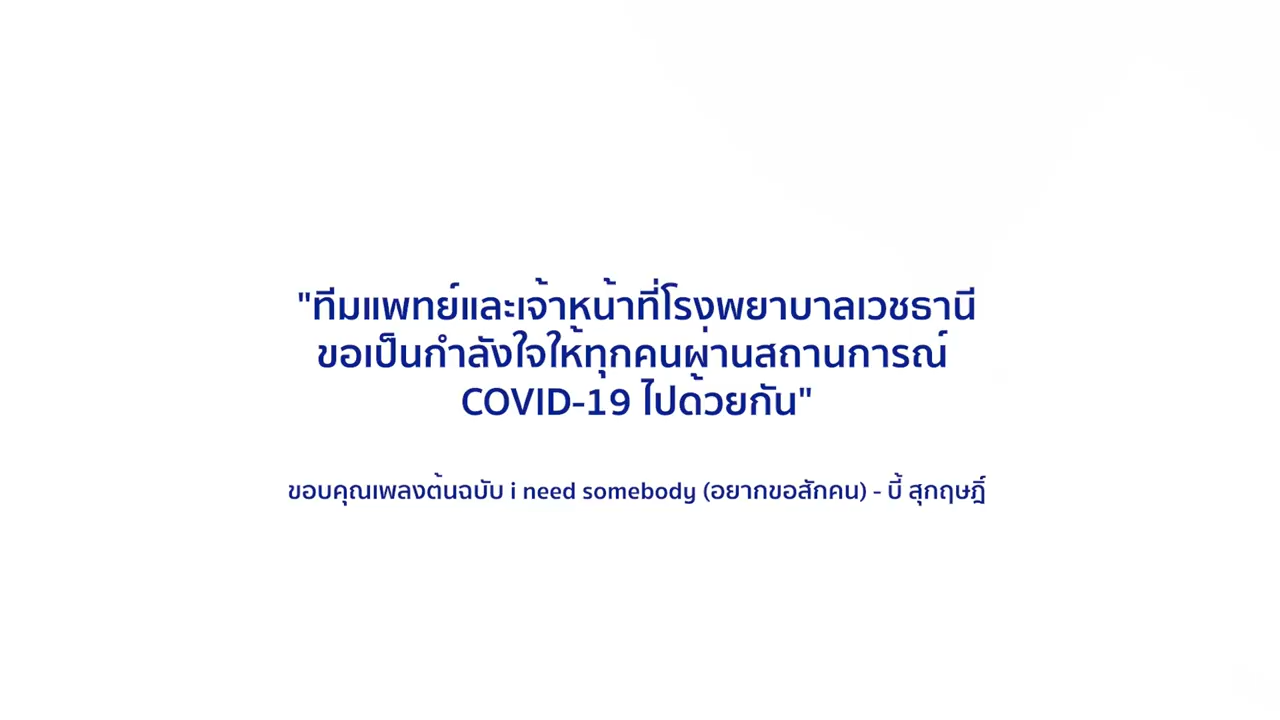 "ทีมแพทย์และเจ้าหน้าที่โรงพยาบาลเวชธานี
ขอเป็นกำลังใจให้ทุกคนผ่านสถานการณ์
COVID-19 ไปด้วยกัน"
ขอบคุณเพลงต้นฉบับ i need somebody (อยากขอสักคน) - บี้ สุกฤษฎิ์